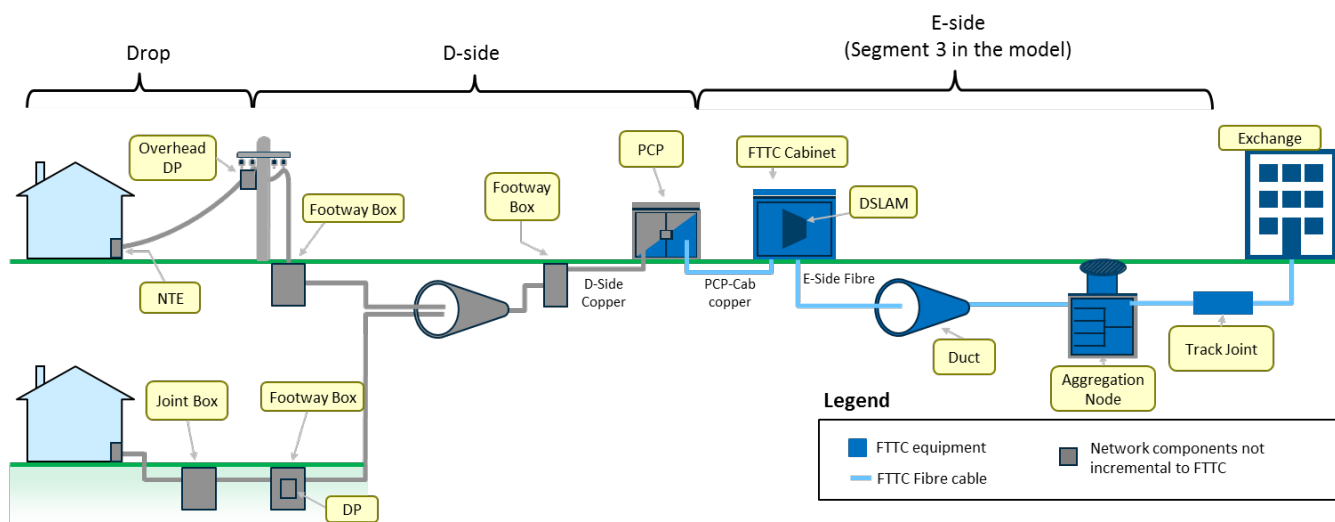 E-side
(Segment 3 in the model)
Drop
D-side
Overhead
DP
PCP
FTTC Cabinet
Exchange
Footway
Box
DSLAM
Footway Box
NTE
D-Side
Copper
PCP-Cab
copper
E-Side Fibre
Duct
Track Joint
Aggregation
Node
Joint Box
Footway Box
DP
Legend
FTTC equipment
Network components not
incremental to FTTC
FTTC Fibre cable